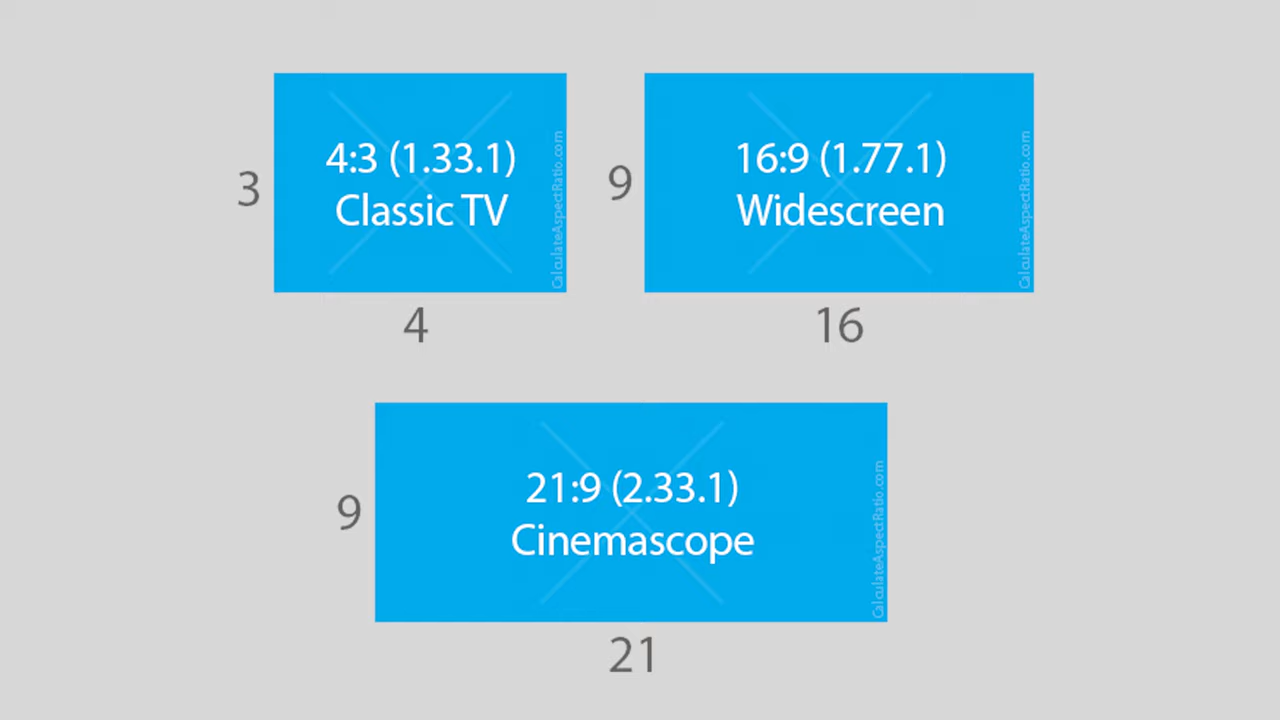 4:3 (1.33.1)
Classic TV
CalculateAspectRatio.com
3
4
16:9 (1.77.1)
Widescreen
CalculateAspectRatio.com
9
16
21:9 (2.33.1)
Cinemascope
CalculateAspectRatio.com
9
21